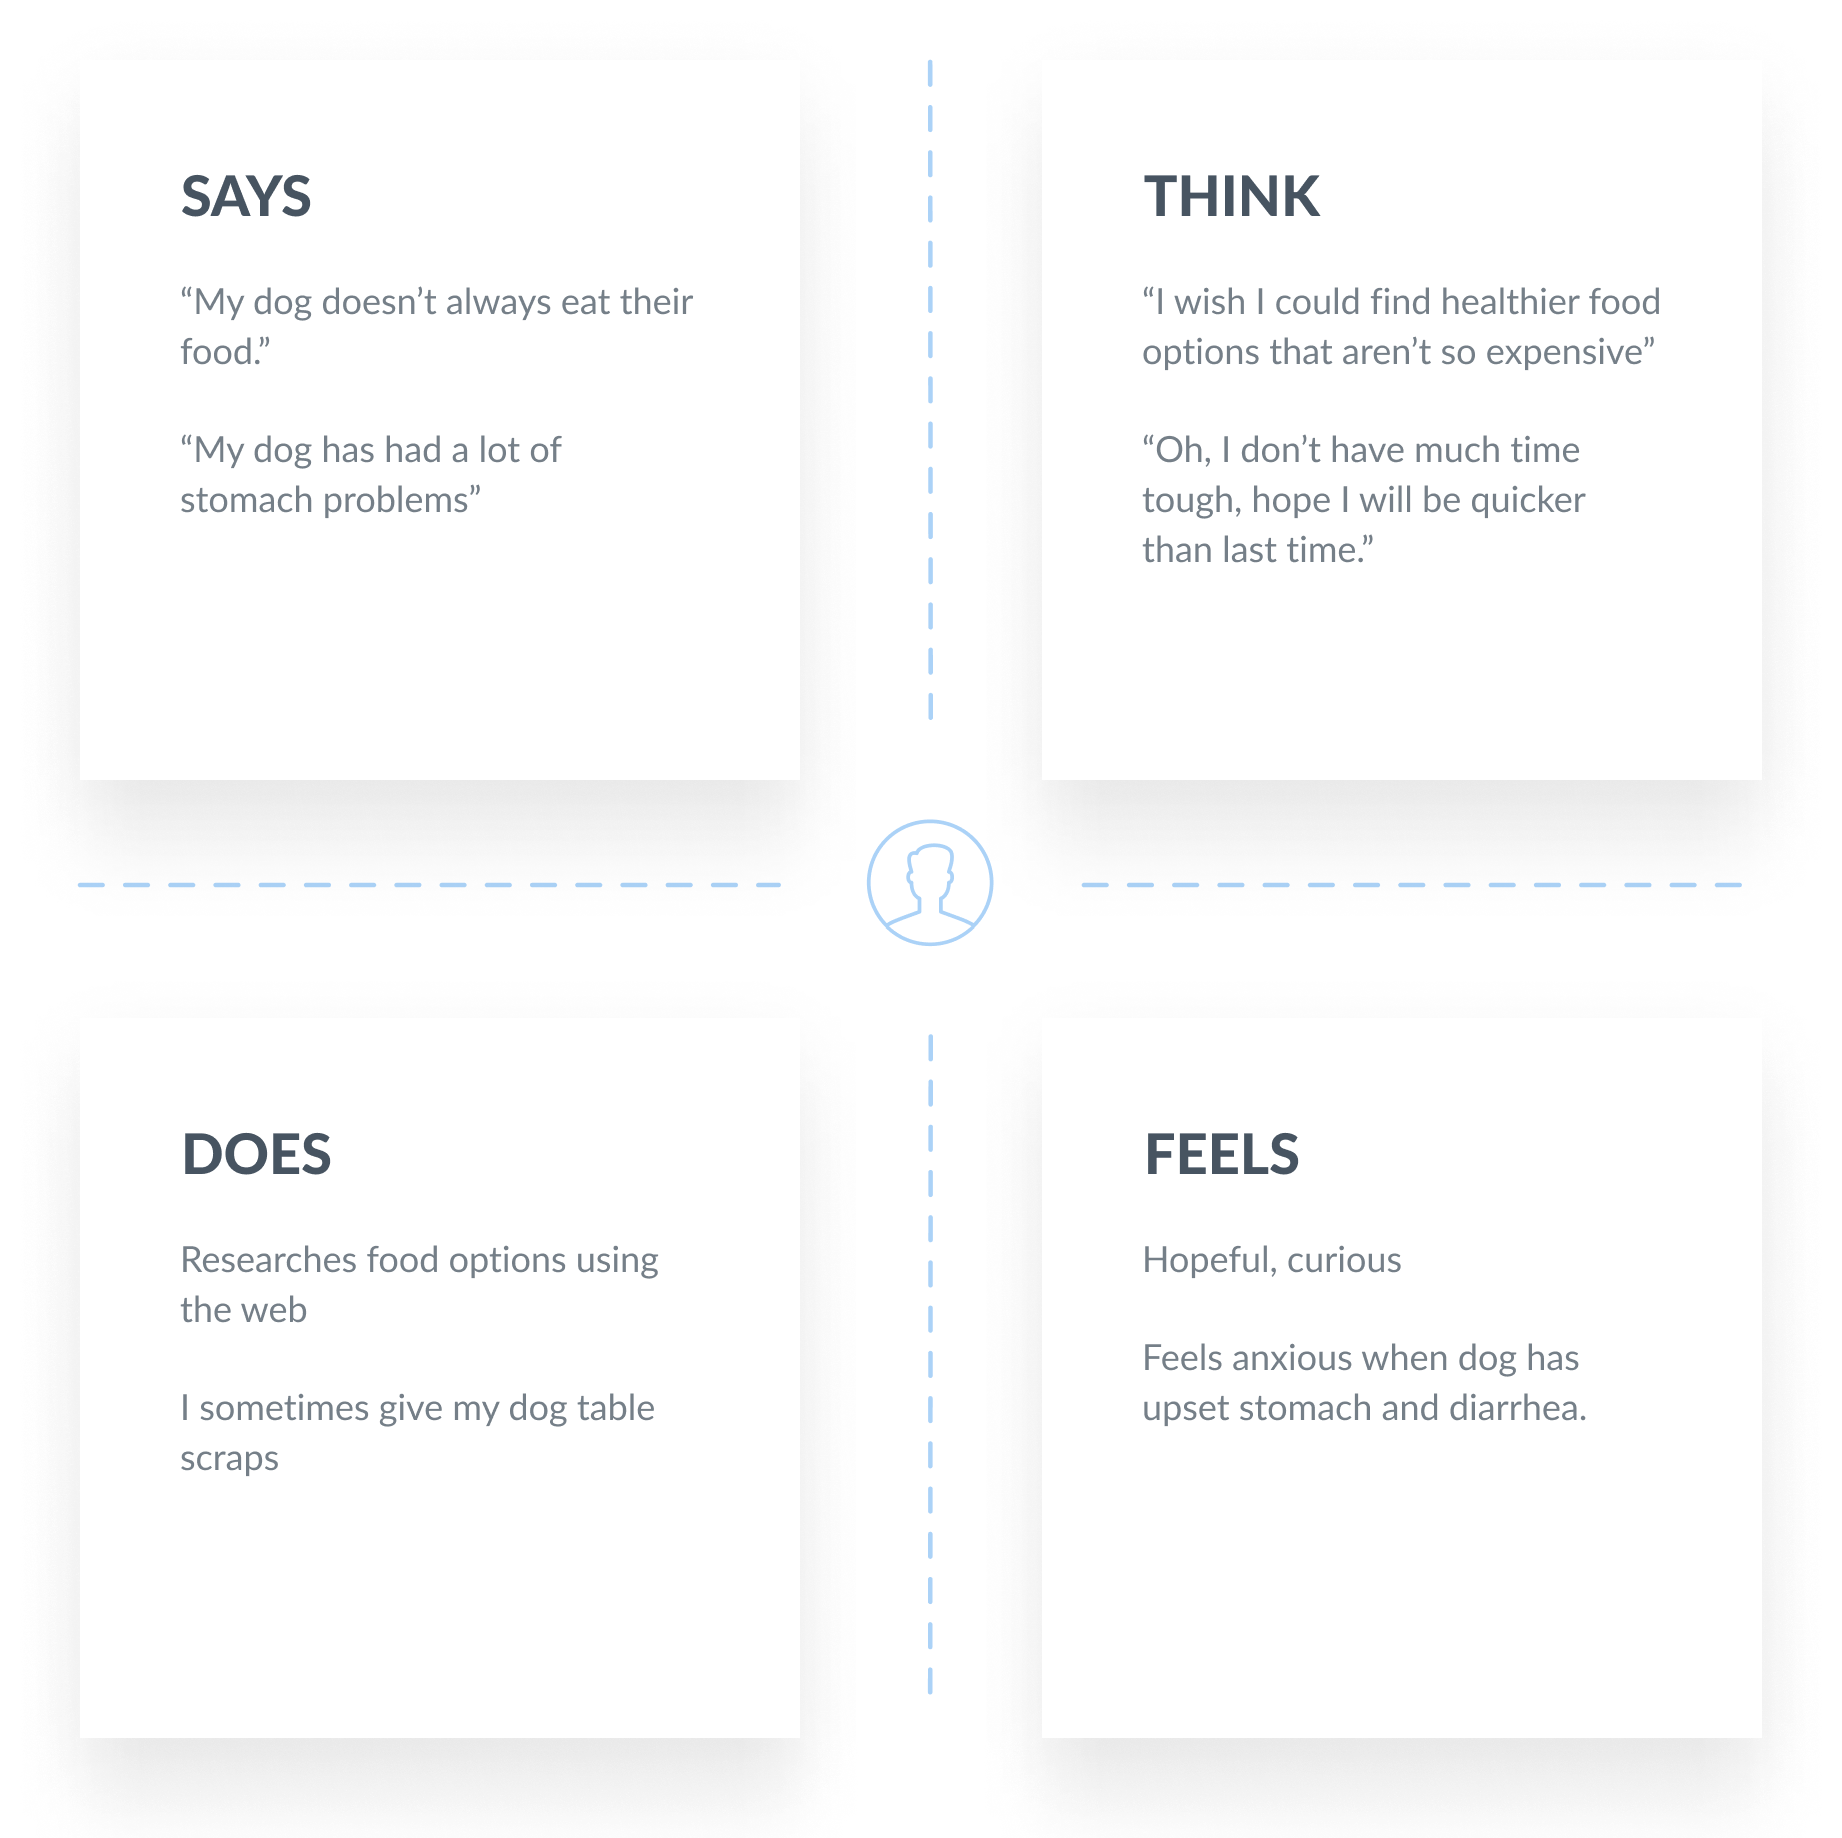 SAYS
“My dog doesn’t always eat their
food.”
“My dog has had a lot of
stomach problems”
THINK
“I wish I could find healthier food
options that aren’t so expensive”
“Oh, I don’t have much time
tough, hope I will be quicker
than last time.”
DOES
Researches food options using
the web
I sometimes give my dog table
scraps
FEELS
Hopeful, curious
Feels anxious when dog has
upset stomach and diarrhea.